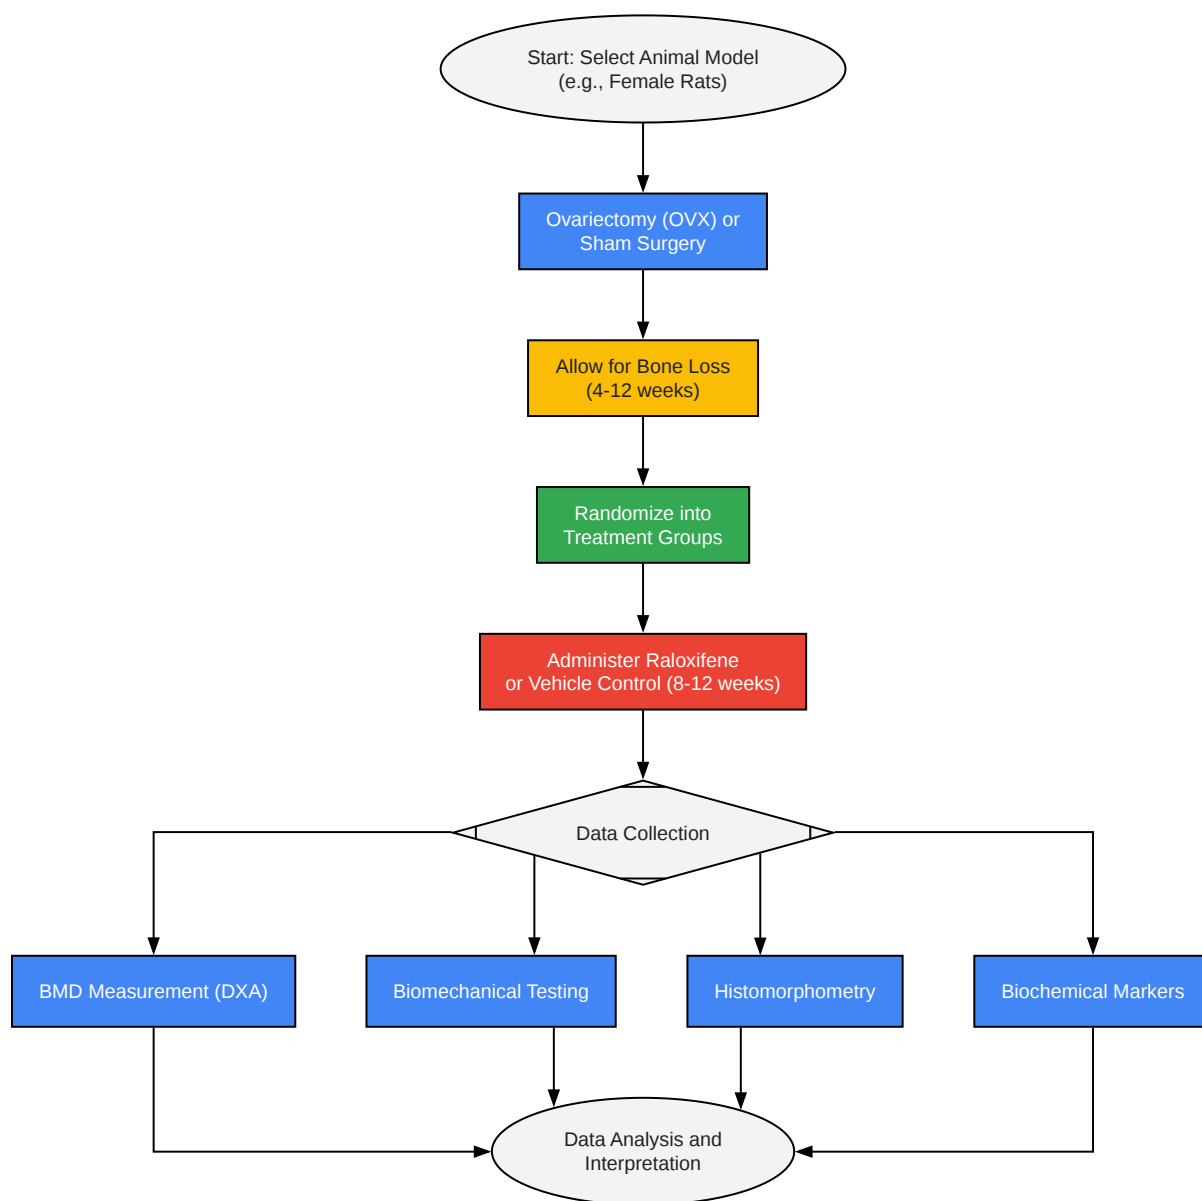 Start: Select Animal Model
(e.g., Female Rats)
Ovariectomy (OVX) or
Sham Surgery
Allow for Bone Loss
(4-12 weeks)
Randomize into
Treatment Groups
Administer Raloxifene
or Vehicle Control (8-12 weeks)
Data Collection
BMD Measurement (DXA)
Biomechanical Testing
Histomorphometry
Biochemical Markers
Data Analysis and
Interpretation